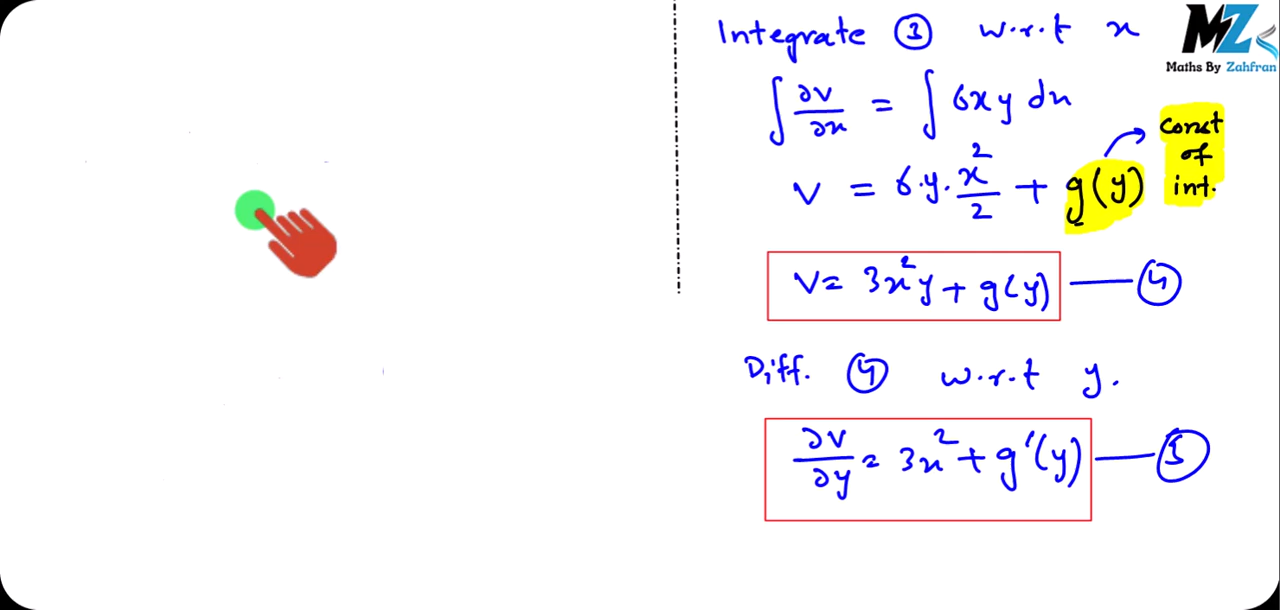 Integrate ③ w.r.t x
MZ
Maths By Zahfran
∫ ∂v/∂x = ∫ 6xy dx
v = 6.y. x²/2 + g(y)
Const
of
int.
v = 3x²y + g(y) — ④
Diff. ④ w.r.t y.
∂v/∂y = 3x² + g'(y) — ⑤